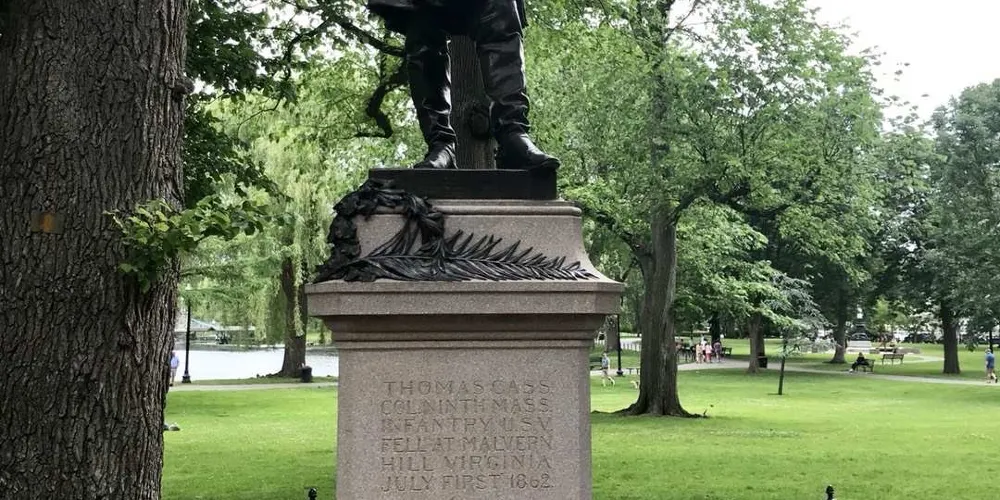 THOMAS CASS
COL. NINTH MASS.
INFANTRY. U.S.V.
FELL AT MALVERN
HILL VIRGINIA
JULY FIRST 1862.